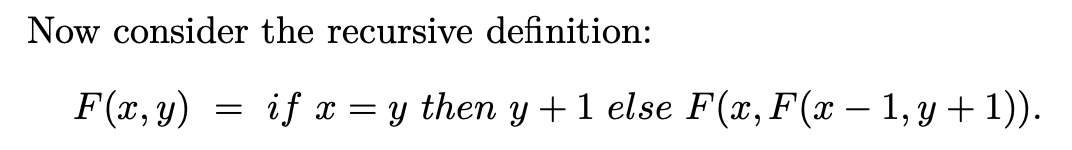 Now consider the recursive definition:
F(x, y) = if x = y then y + 1 else F(x, F(x − 1, y + 1)).